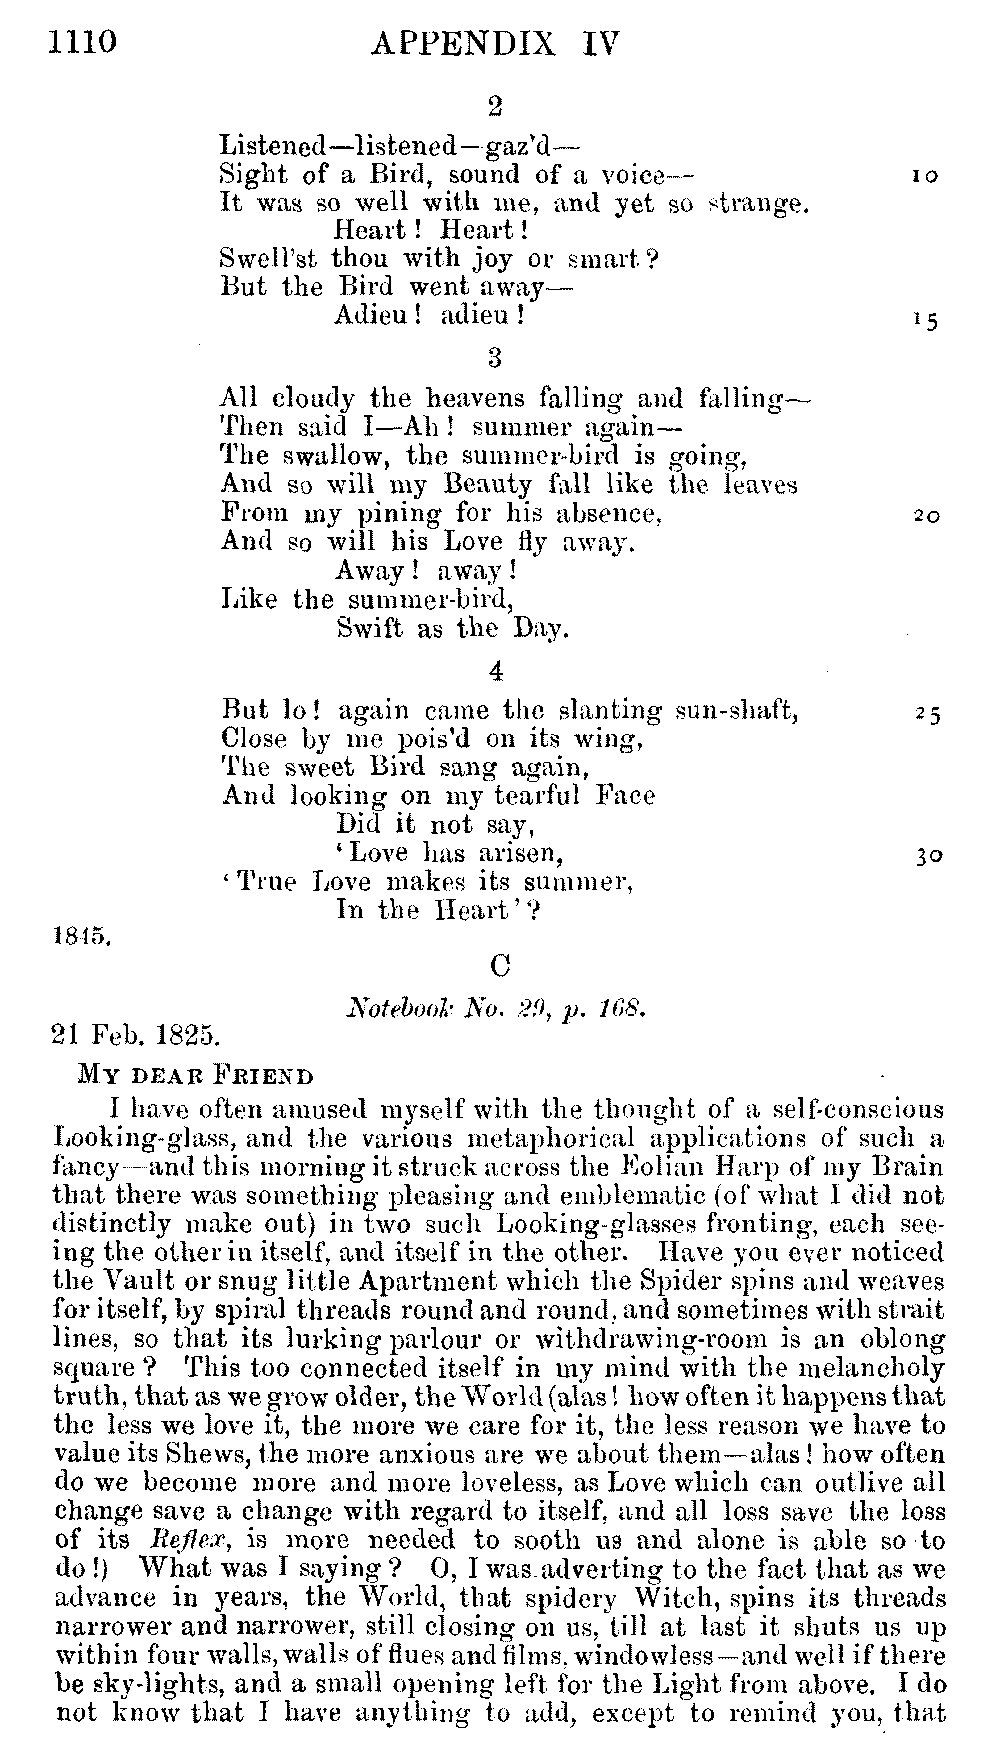 1110 APPENDIX IV
2
Listened—listened—gaz'd—
Sight of a Bird, sound of a voice— 10
It was so well with me, and yet so strange.
Heart! Heart!
Swell'st thou with joy or smart?
But the Bird went away—
Adieu! adieu! 15
3
All cloudy the heavens falling and falling—
Then said I—Ah! summer again—
The swallow, the summer-bird is going,
And so will my Beauty fall like the leaves
From my pining for his absence, 20
And so will his Love fly away.
Away! away!
Like the summer-bird,
Swift as the Day.
4
But lo! again came the slanting sun-shaft, 25
Close by me pois'd on its wing,
The sweet Bird sang again,
And looking on my tearful Face
Did it not say,
'Love has arisen, 30
'True Love makes its summer,
In the Heart'?
1845.
C
Notebook No. 29, p. 168.
21 Feb. 1825.
MY DEAR FRIEND
I have often amused myself with the thought of a self-conscious
Looking-glass, and the various metaphorical applications of such a
fancy—and this morning it struck across the Eolian Harp of my Brain
that there was something pleasing and emblematic (of what I did not
distinctly make out) in two such Looking-glasses fronting, each see-
ing the other in itself, and itself in the other. Have you ever noticed
the Vault or snug little Apartment which the Spider spins and weaves
for itself, by spiral threads round and round, and sometimes with strait
lines, so that its lurking parlour or withdrawing-room is an oblong
square? This too connected itself in my mind with the melancholy
truth, that as we grow older, the World (alas! how often it happens that
the less we love it, the more we care for it, the less reason we have to
value its Shews, the more anxious are we about them—alas! how often
do we become more and more loveless, as Love which can outlive all
change save a change with regard to itself, and all loss save the loss
of its Reflex, is more needed to sooth us and alone is able so to
do!) What was I saying? O, I was adverting to the fact that as we
advance in years, the World, that spidery Witch, spins its threads
narrower and narrower, still closing on us, till at last it shuts us up
within four walls, walls of flues and films, windowless—and well if there
be sky-lights, and a small opening left for the Light from above. I do
not know that I have anything to add, except to remind you, that